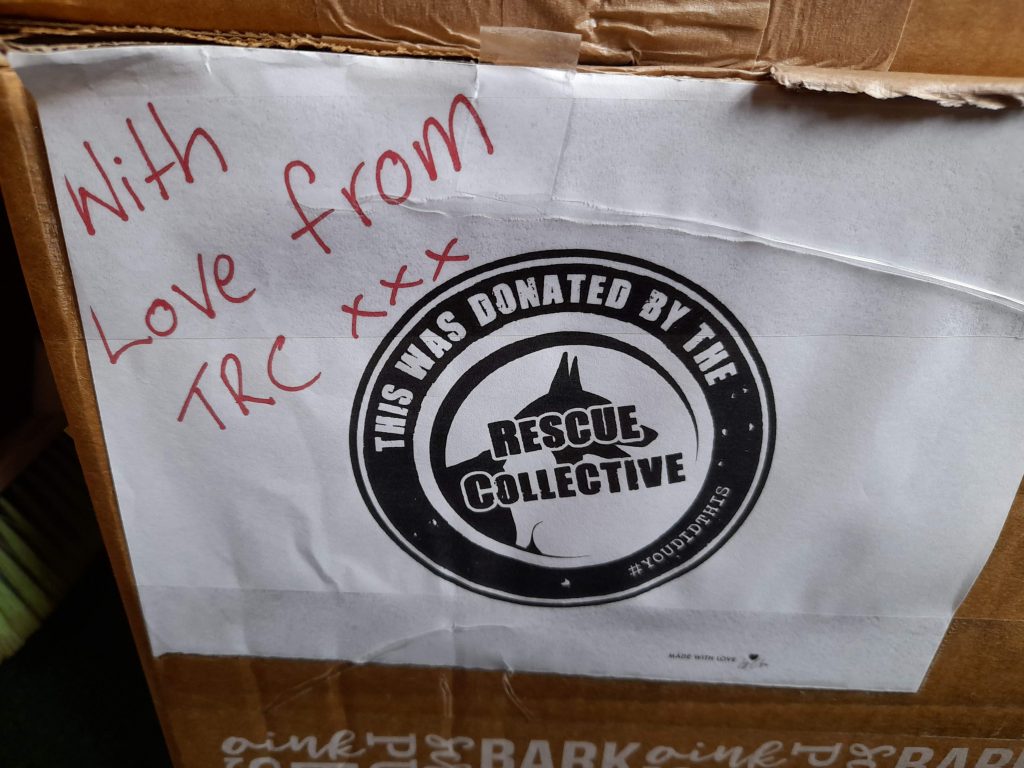 With
Love from
TRC xxx
THIS WAS DONATED BY THE
RESCUE
COLLECTIVE
#YOUDIDTHIS
MADE WITH LOVE
oink
BARK
oink
BARK